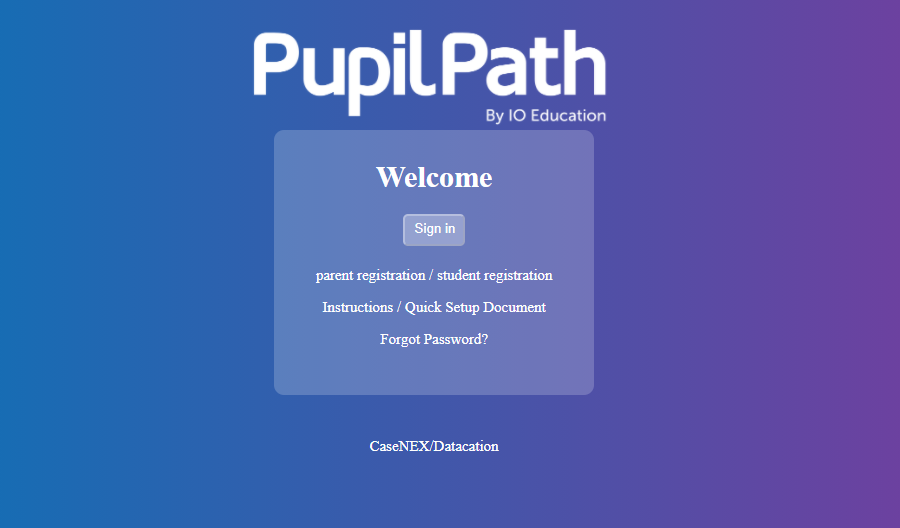 PupilPath
By IO Education
Welcome
Sign in
parent registration / student registration
Instructions / Quick Setup Document
Forgot Password?
CaseNEX/Datacation